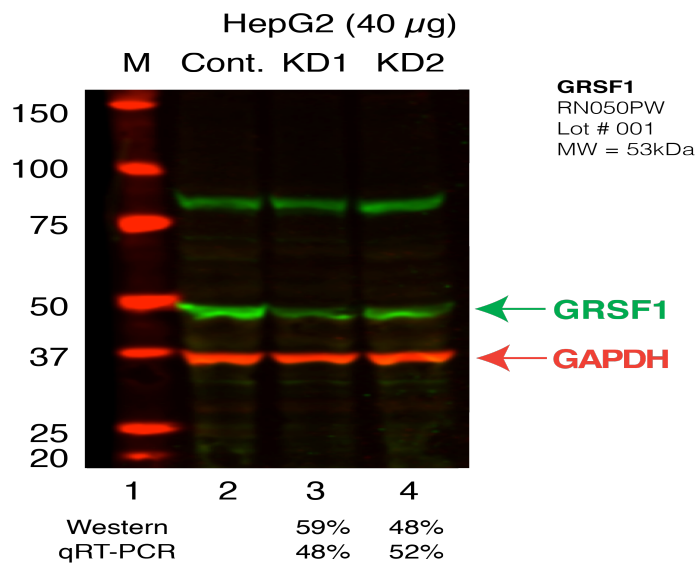 HepG2 (40 µg)
M Cont. KD1 KD2
GRSF1
RN050PW
Lot # 001
MW = 53kDa
150
100
75
50
GRSF1
37
GAPDH
25
20
1 2 3 4
Western 59% 48%
qRT-PCR 48% 52%